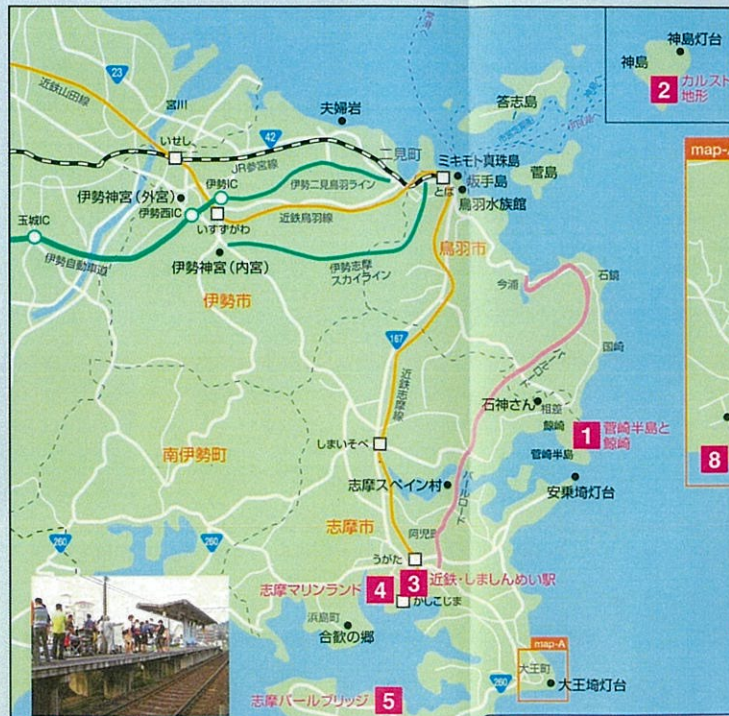 神島灯台
神島
2 カルスト
地形
答志島
菅島
23
近鉄山田線
宮川
夫婦岩
42
いせし
二見町
ミキモト真珠島
坂手島
鳥羽水族館
とば
JR参宮線
伊勢二見鳥羽ライン
伊勢IC
伊勢神宮(外宮)
伊勢西IC
玉城IC
いすずがわ
近鉄鳥羽線
伊勢自動車道
伊勢神宮(内宮)
伊勢志摩
スカイライン
鳥羽市
伊勢市
今浦
石鏡
国崎
167
パールロード
近鉄志摩線
石神さん
相差
鯨崎
1 菅崎半島と
鯨崎
菅崎半島
しまいそべ
南伊勢町
志摩スペイン村
パールロード
安乗埼灯台
志摩市
阿児町
260
260
うがた
志摩マリンランド 4
3 近鉄・しましんめい駅
かしこじま
浜島町
合歓の郷
map-A
大王町
大王埼灯台
260
志摩パールブリッジ 5
map-A
8